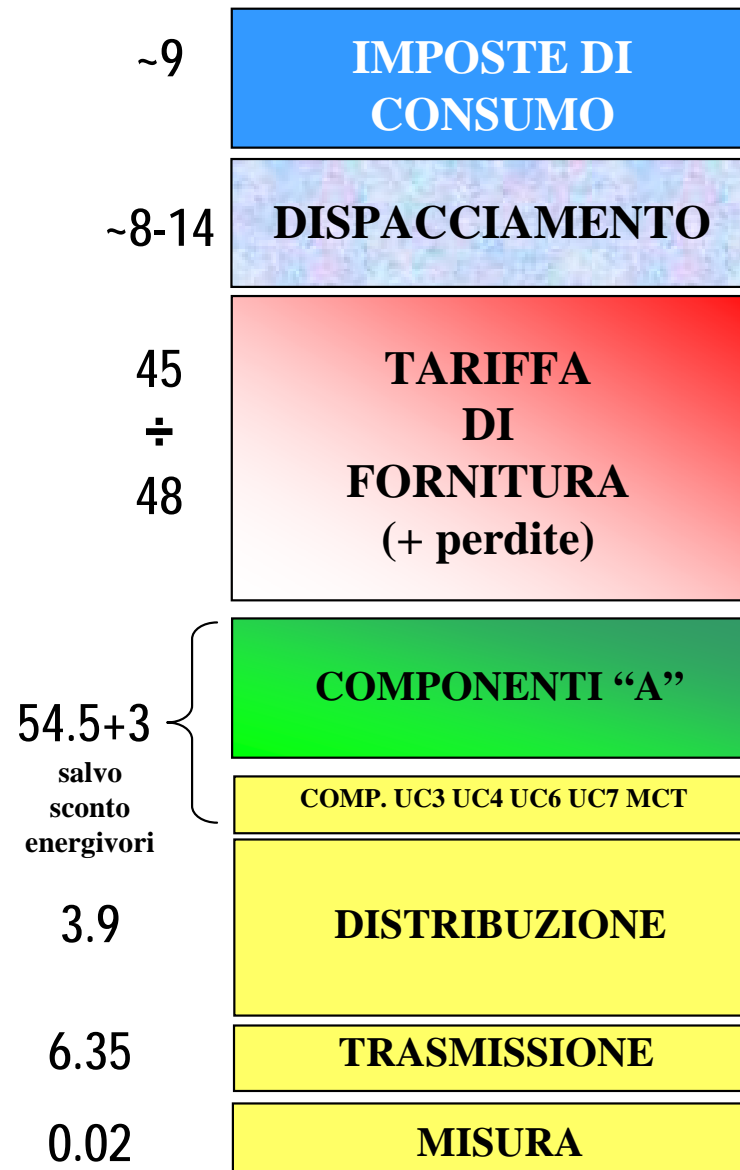 ~9
IMPOSTE DI
CONSUMO
~8-14
DISPACCIAMENTO
45
÷
48
TARIFFA
DI
FORNITURA
(+ perdite)
COMPONENTI “A”
54.5+3
salvo
sconto
energivori
COMP. UC3 UC4 UC6 UC7 MCT
3.9
DISTRIBUZIONE
6.35
TRASMISSIONE
0.02
MISURA